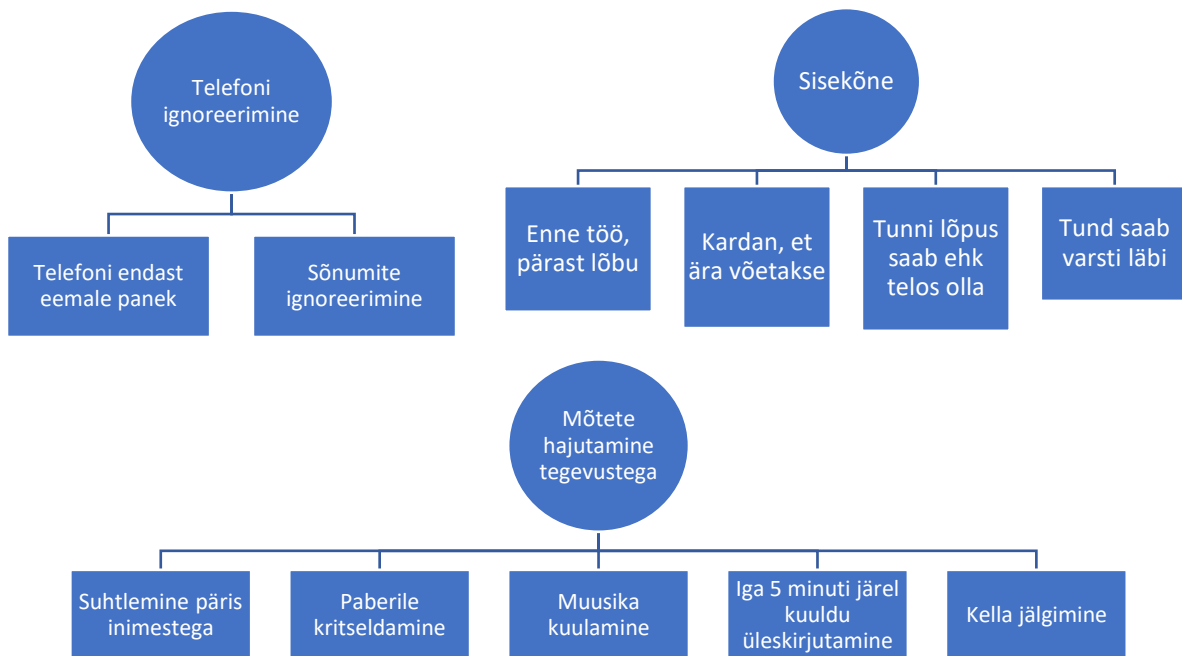 Telefoni
ignoreerimine
Telefoni endast
eemale panek
Sõnumite
ignoreerimine
Sisekõne
Enne töö,
pärast lõbu
Kardan, et
ära võetakse
Tunni lõpus
saab ehk
telos olla
Tund saab
varsti läbi
Mõtete
hajutamine
tegevustega
Suhtlemine päris
inimestega
Paberile
kritseldamine
Muusika
kuulamine
Iga 5 minuti järel
kuuldu
üleskirjutamine
Kella jälgimine